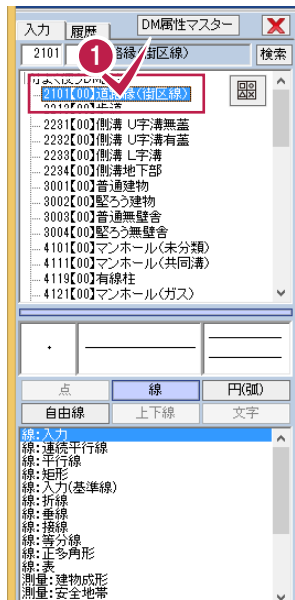 入力 履歴 DM属性マスター
2101 縁(街区線) 検索
1
2101【00】道路縁(街区線)
2231【00】側溝 U字溝無蓋
2232【00】側溝 U字溝有蓋
2233【00】側溝 L字溝
2234【00】側溝地下部
3001【00】普通建物
3002【00】堅ろう建物
3003【00】普通無壁舎
3004【00】堅ろう無壁舎
4101【00】マンホール(未分類)
4111【00】マンホール(共同溝)
4119【00】有線柱
4121【00】マンホール(ガス)
点 線 円(弧)
自由線 上下線 文字
線:入力
線:連続平行線
線:平行線
線:矩形
線:入力(基準線)
線:折線
線:垂線
線:接線
線:等分線
線:正多角形
線:表
測量:建物成形
測量:安全地帯